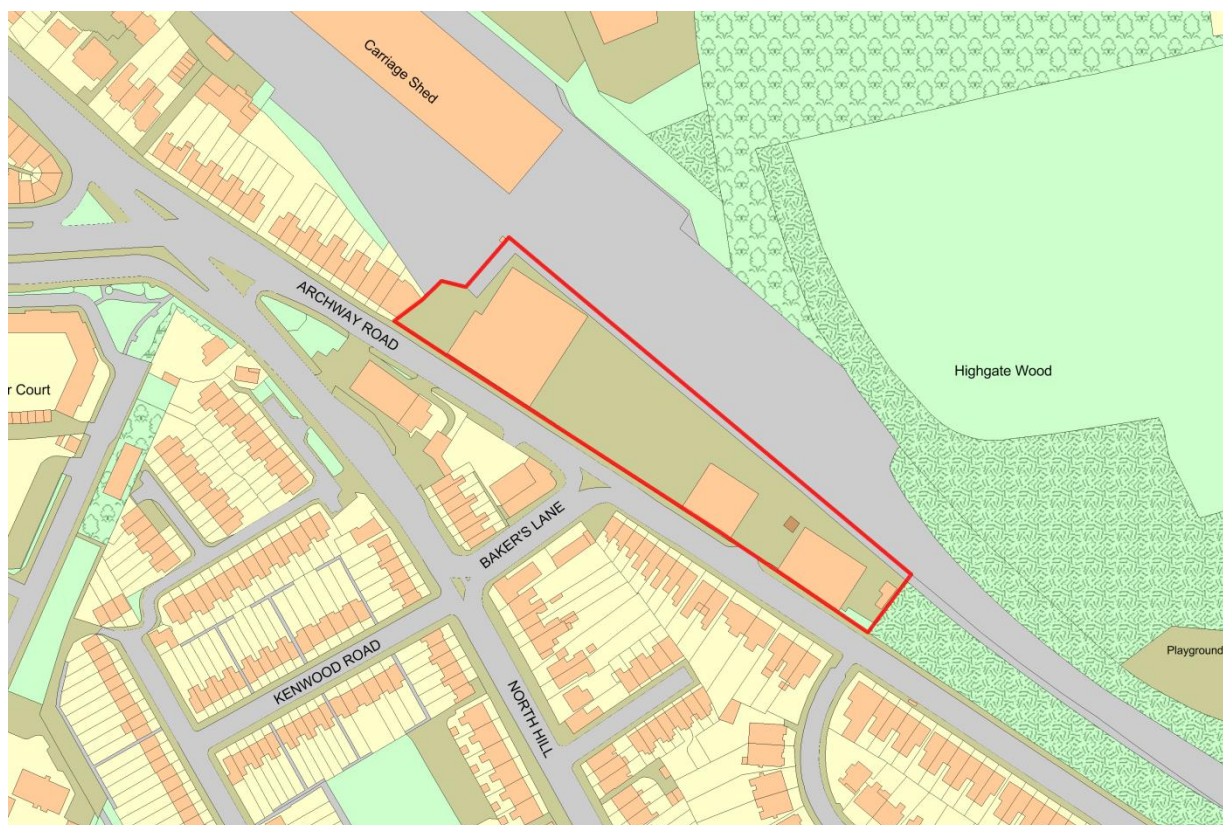 Carriage Shed
ARCHWAY ROAD
Highgate Wood
r Court
BAKER'S LANE
KENWOOD ROAD
NORTH HILL
Playground